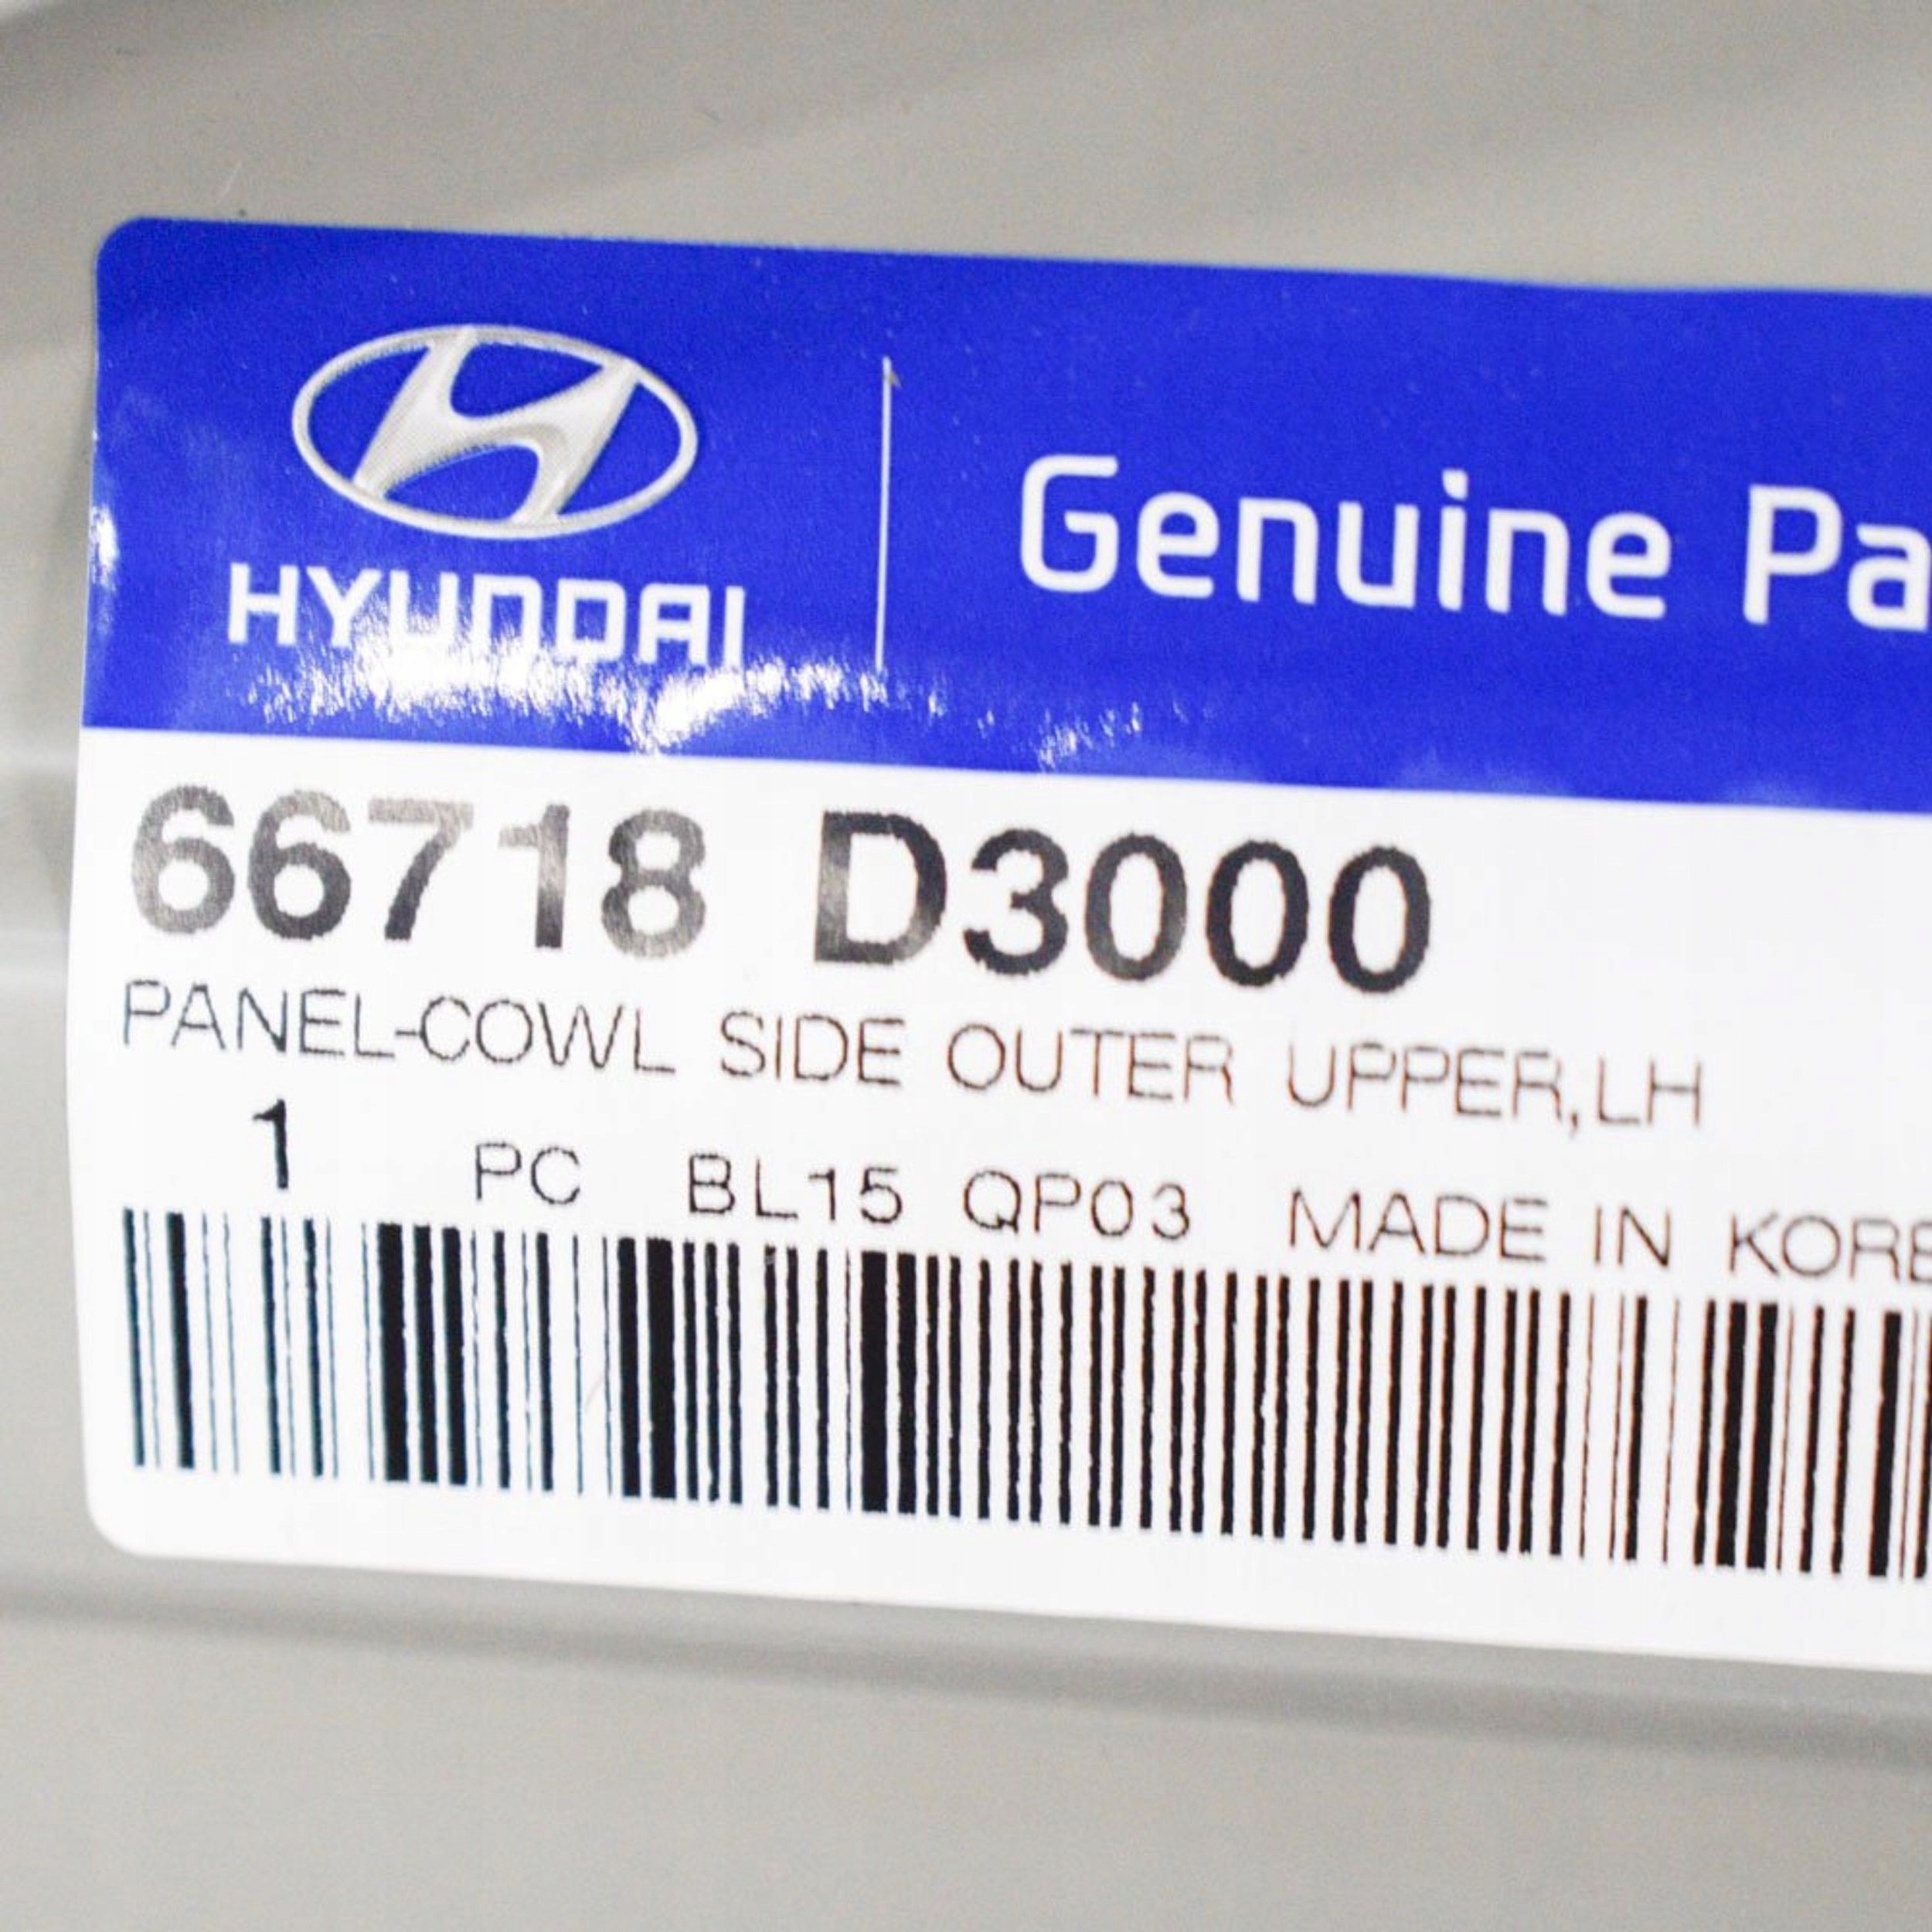 HYUNDAI
Genuine Pa
66718 D3000
PANEL-COWL SIDE OUTER UPPER,LH
1 PC BL15 QP03 MADE IN KORE